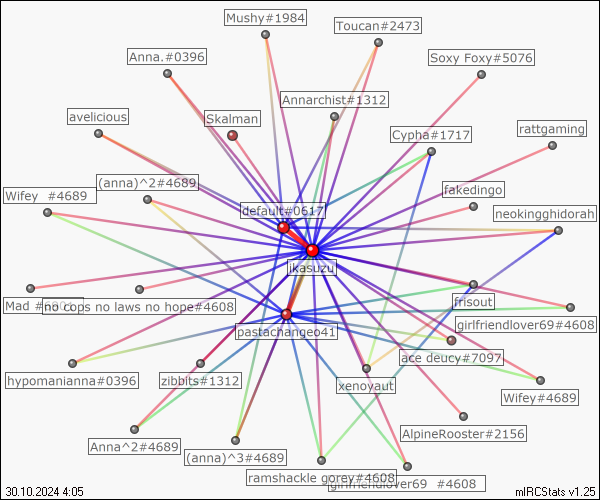 Mushy#1984
Toucan#2473
Anna.#0396
Soxy Foxy#5076
Annarchist#1312
avelicious
Skalman
rattgaming
Cypha#1717
(anna)^2#4689
fakedingo
Wifey #4689
default#0617
neokingghidorah
jkasuzu
Mad #
no cops no laws no hope#4608
frisout
girlfriendlover69#4608
pastachangeo41
ace deucy#7097
hypomanianna#0396
zibbits#1312
xenoyaut
Wifey#4689
AlpineRooster#2156
Anna^2#4689
(anna)^3#4689
ramshackle gorey#4608
girlfriendlover69 #4608
30.10.2024 4:05
mIRCStats v1.25